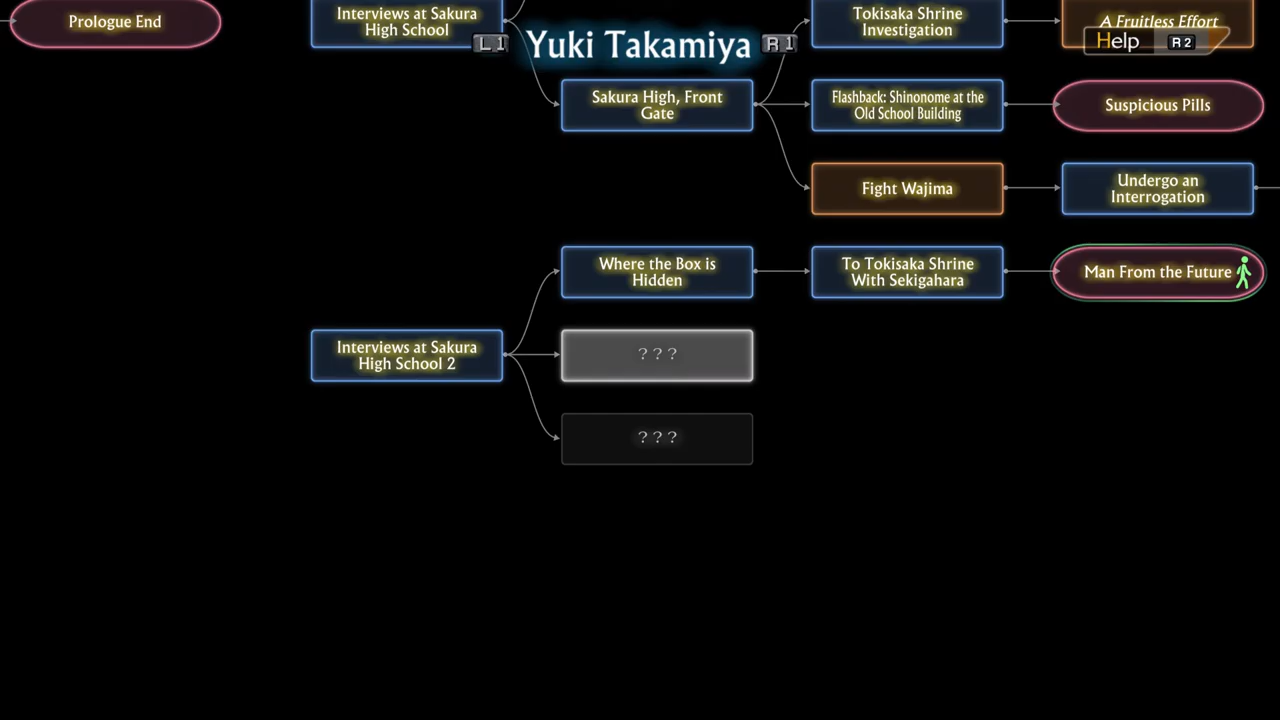 Prologue End
Interviews at Sakura
High School
L1
Yuki Takamiya
R1
Tokisaka Shrine
Investigation
A Fruitless Effort
Help
R2
Sakura High, Front
Gate
Flashback: Shinonome at the
Old School Building
Suspicious Pills
Fight Wajima
Undergo an
Interrogation
Where the Box is
Hidden
To Tokisaka Shrine
With Sekigahara
Man From the Future
Interviews at Sakura
High School 2
? ? ?
? ? ?